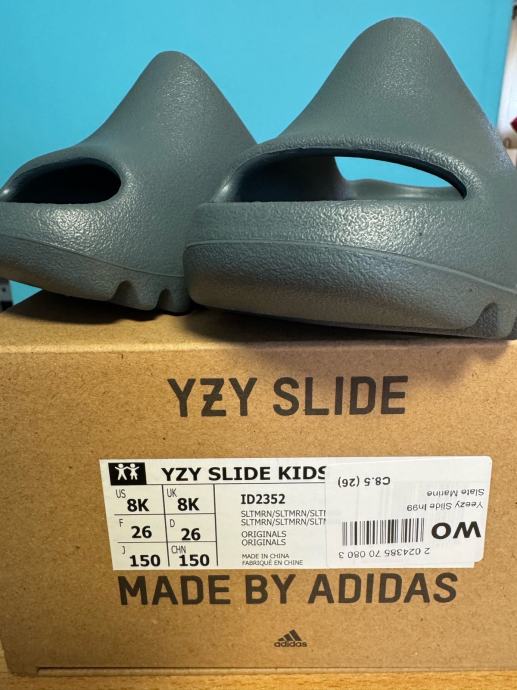 YZY SLIDE
YZY SLIDE KIDS
US
8K
UK
8K
F
26
D
26
J
150
CHN
150
ID2352
SLTMRN/SLTMRN/SLT
SLTMRN/SLTMRN/SLT
ORIGINALS
ORIGINALS
MADE IN CHINA
FABRIQUÉ EN CHINE
WO
2 024385 70 080 3
Yeezy Slide In99
Slate Marine
C8.5 (26)
MADE BY ADIDAS
adidas